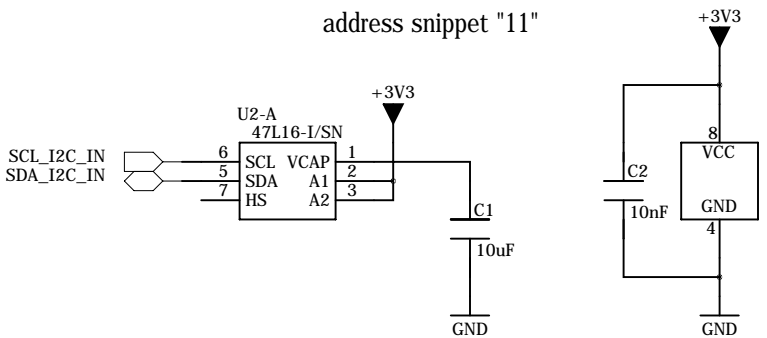 address snippet "11"
+3V3
+3V3
U2-A
47L16-I/SN
SCL_I2C_IN 6 SCL VCAP 1
SDA_I2C_IN 5 SDA A1 2
7 HS A2 3
C1
10uF
GND
8
VCC
C2
10nF
GND
4
GND